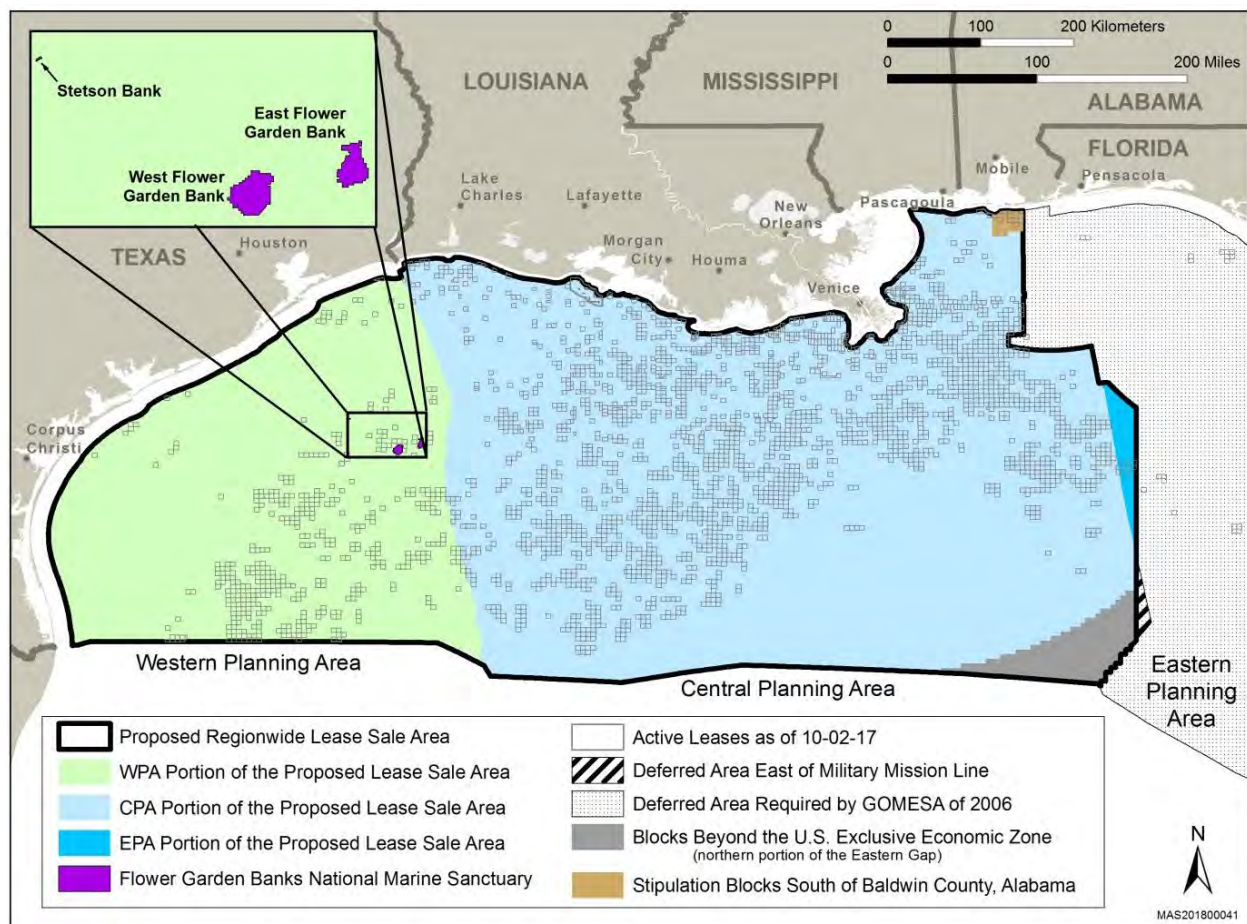 0 100 200 Kilometers
0 100 200 Miles
Stetson Bank
East Flower
Garden Bank
West Flower
Garden Bank
LOUISIANA
MISSISSIPPI
ALABAMA
FLORIDA
TEXAS
Houston
Lake
Charles
Lafayette
New
Orleans
Pascagoula
Mobile
Pensacola
Morgan
City
Houma
Venice
Corpus
Christi
Western Planning Area
Central Planning Area
Eastern
Planning
Area
Proposed Regionwide Lease Sale Area
WPA Portion of the Proposed Lease Sale Area
CPA Portion of the Proposed Lease Sale Area
EPA Portion of the Proposed Lease Sale Area
Flower Garden Banks National Marine Sanctuary
Active Leases as of 10-02-17
Deferred Area East of Military Mission Line
Deferred Area Required by GOMESA of 2006
Blocks Beyond the U.S. Exclusive Economic Zone
(northern portion of the Eastern Gap)
Stipulation Blocks South of Baldwin County, Alabama
N
MAS201800041